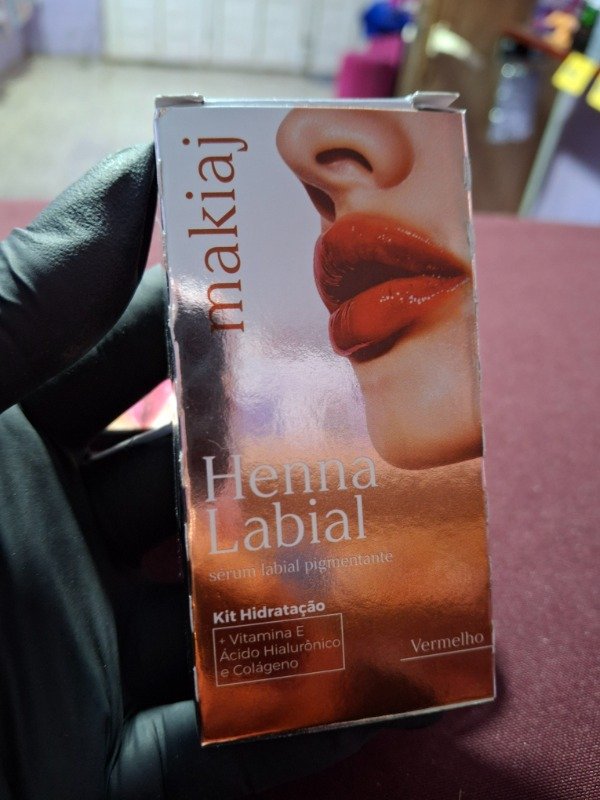 makiaj
Henna
Labial
serum labial pigmentante
Kit Hidratação
+ Vitamina E
Ácido Hialurônico
e Colágeno
Vermelho